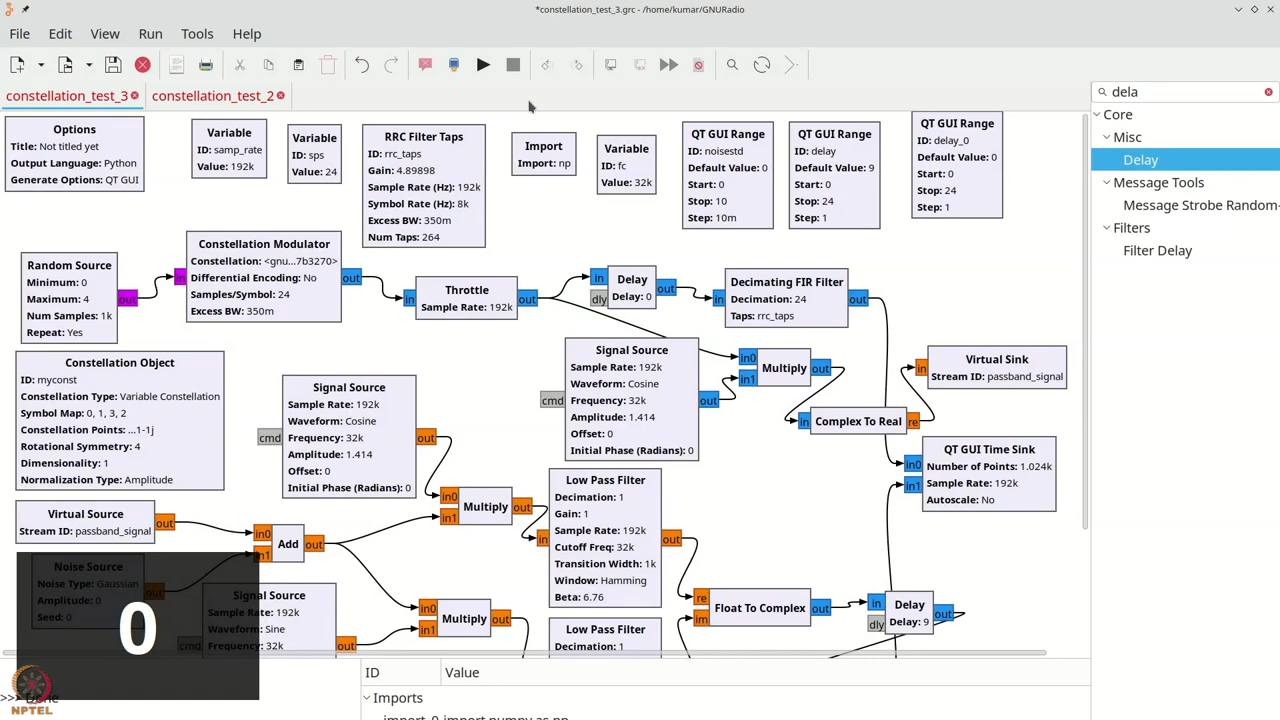 *constellation_test_3.grc - /home/kumar/GNURadio
File Edit View Run Tools Help
constellation_test_3 constellation_test_2
dela
Core
Misc
Delay
Message Tools
Message Strobe Random-
Filters
Filter Delay
Options
Title: Not titled yet
Output Language: Python
Generate Options: QT GUI
Variable
ID: samp_rate
Value: 192k
Variable
ID: sps
Value: 24
RRC Filter Taps
ID: rrc_taps
Gain: 4.89898
Sample Rate (Hz): 192k
Symbol Rate (Hz): 8k
Excess BW: 350m
Num Taps: 264
Import
Import: np
Variable
ID: fc
Value: 32k
QT GUI Range
ID: noisestd
Default Value: 0
Start: 0
Stop: 10
Step: 10m
QT GUI Range
ID: delay
Default Value: 9
Start: 0
Stop: 24
Step: 1
QT GUI Range
ID: delay_0
Default Value: 0
Start: 0
Stop: 24
Step: 1
Random Source
Minimum: 0
Maximum: 4
Num Samples: 1k
Repeat: Yes
out
in
Constellation Modulator
Constellation: <gnu...7b3270>
Differential Encoding: No
Samples/Symbol: 24
Excess BW: 350m
out
in
Throttle
Sample Rate: 192k
out
in
dly
Delay
Delay: 0
out
in
Decimating FIR Filter
Decimation: 24
Taps: rrc_taps
out
Constellation Object
ID: myconst
Constellation Type: Variable Constellation
Symbol Map: 0, 1, 3, 2
Constellation Points: ...1-1j
Rotational Symmetry: 4
Dimensionality: 1
Normalization Type: Amplitude
cmd
Signal Source
Sample Rate: 192k
Waveform: Cosine
Frequency: 32k
Amplitude: 1.414
Offset: 0
Initial Phase (Radians): 0
out
cmd
Signal Source
Sample Rate: 192k
Waveform: Cosine
Frequency: 32k
Amplitude: 1.414
Offset: 0
Initial Phase (Radians): 0
out
in0
in1
Multiply
out
in
Complex To Real
re
in
Virtual Sink
Stream ID: passband_signal
in0
in1
QT GUI Time Sink
Number of Points: 1.024k
Sample Rate: 192k
Autoscale: No
Virtual Source
Stream ID: passband_signal
out
in0
in1
Add
out
in0
in1
Multiply
out
in
Low Pass Filter
Decimation: 1
Gain: 1
Sample Rate: 192k
Cutoff Freq: 32k
Transition Width: 1k
Window: Hamming
Beta: 6.76
out
Noise Source
Noise Type: Gaussian
Amplitude: 0
Seed: 0
out
cmd
Signal Source
Sample Rate: 192k
Waveform: Sine
Frequency: 32k
out
in0
in1
Multiply
out
Low Pass Filter
Decimation: 1
re
im
Float To Complex
out
in
dly
Delay
Delay: 9
out
0
>>> Done
NPTEL
ID Value
Imports
import_0 import numpy as np